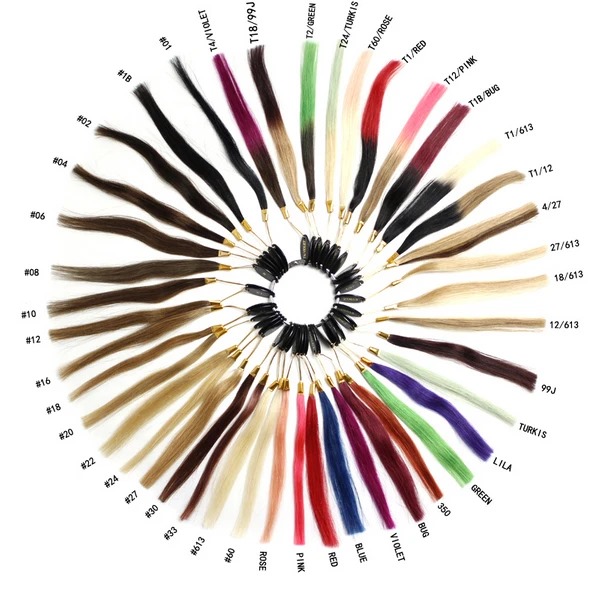 T4/VIOLET
T18/99J
T2/GREEN
T24/TURKIS
T60/ROSE
T1/RED
T12/PINK
T1B/BUG
T1/613
T1/12
4/27
27/613
18/613
12/613
99J
TURKIS
LILA
GREEN
350
BUG
VIOLET
BLUE
RED
PINK
ROSE
#60
#613
#33
#30
#27
#24
#22
#20
#18
#16
#12
#10
#08
#06
#04
#02
#1B
#01